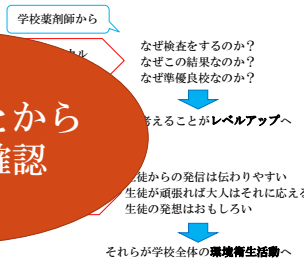 学校薬剤師から
なぜ検査をするのか？
なぜこの結果なのか？
なぜ準優良校なのか？
えることがレベルアップへ
から
確認
生徒からの発信は伝わりやすい
生徒が頑張れば大人はそれに応える
生徒の発想はおもしろい
それらが学校全体の環境衛生活動へ